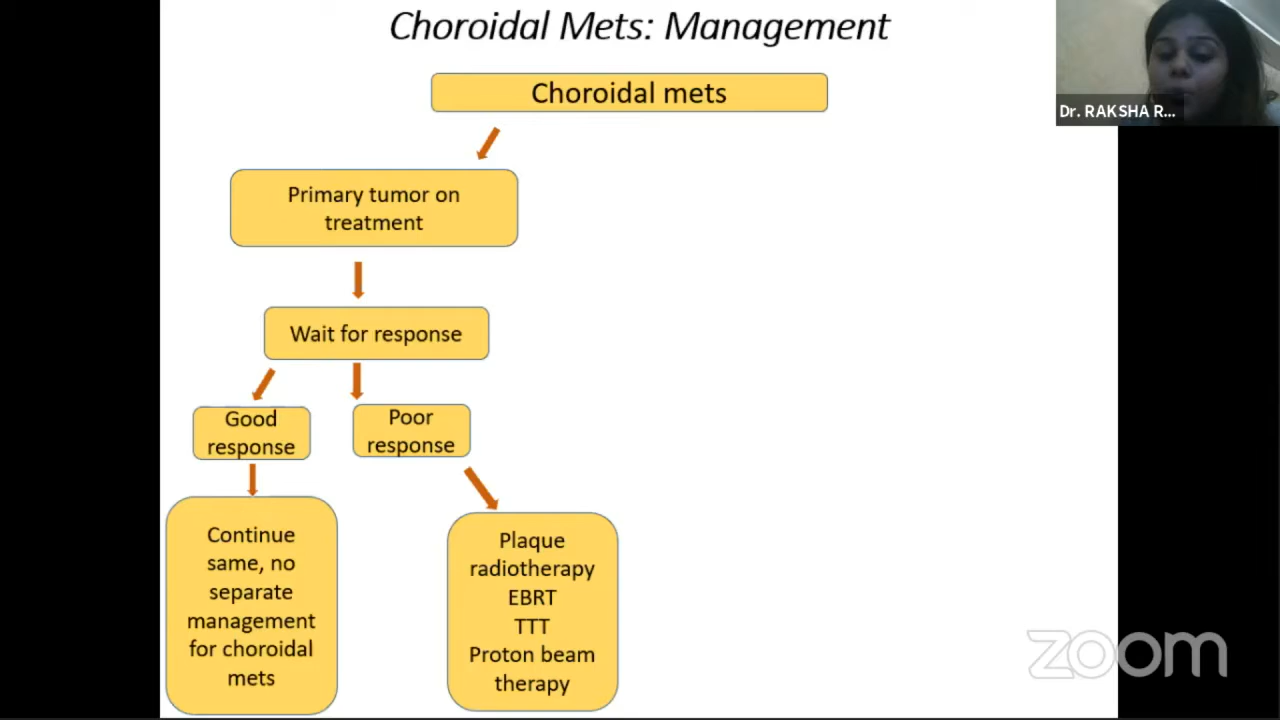 Choroidal Mets: Management
Dr. RAKSHA R...
Choroidal mets
Primary tumor on
treatment
Wait for response
Good
response
Poor
response
Continue
same, no
separate
management
for choroidal
mets
Plaque
radiotherapy
EBRT
TTT
Proton beam
therapy
zoom